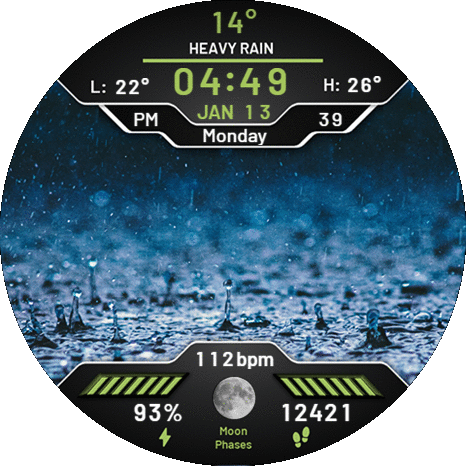 14°
HEAVY RAIN
L: 22° 04:49 H: 26°
PM JAN 13 39
Monday
112bpm
93% 12421
Moon
Phases